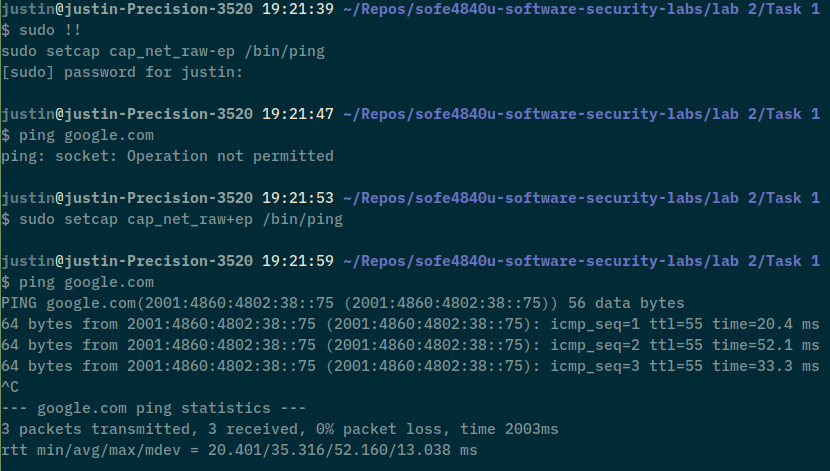 justin@justin-Precision-3520 19:21:39 ~/Repos/sofe4840u-software-security-labs/lab 2/Task 1
$ sudo !!
sudo setcap cap_net_raw-ep /bin/ping
[sudo] password for justin:
justin@justin-Precision-3520 19:21:47 ~/Repos/sofe4840u-software-security-labs/lab 2/Task 1
$ ping google.com
ping: socket: Operation not permitted
justin@justin-Precision-3520 19:21:53 ~/Repos/sofe4840u-software-security-labs/lab 2/Task 1
$ sudo setcap cap_net_raw+ep /bin/ping
justin@justin-Precision-3520 19:21:59 ~/Repos/sofe4840u-software-security-labs/lab 2/Task 1
$ ping google.com
PING google.com(2001:4860:4802:38::75 (2001:4860:4802:38::75)) 56 data bytes
64 bytes from 2001:4860:4802:38::75 (2001:4860:4802:38::75): icmp_seq=1 ttl=55 time=20.4 ms
64 bytes from 2001:4860:4802:38::75 (2001:4860:4802:38::75): icmp_seq=2 ttl=55 time=52.1 ms
64 bytes from 2001:4860:4802:38::75 (2001:4860:4802:38::75): icmp_seq=3 ttl=55 time=33.3 ms
^C
--- google.com ping statistics ---
3 packets transmitted, 3 received, 0% packet loss, time 2003ms
rtt min/avg/max/mdev = 20.401/35.316/52.160/13.038 ms